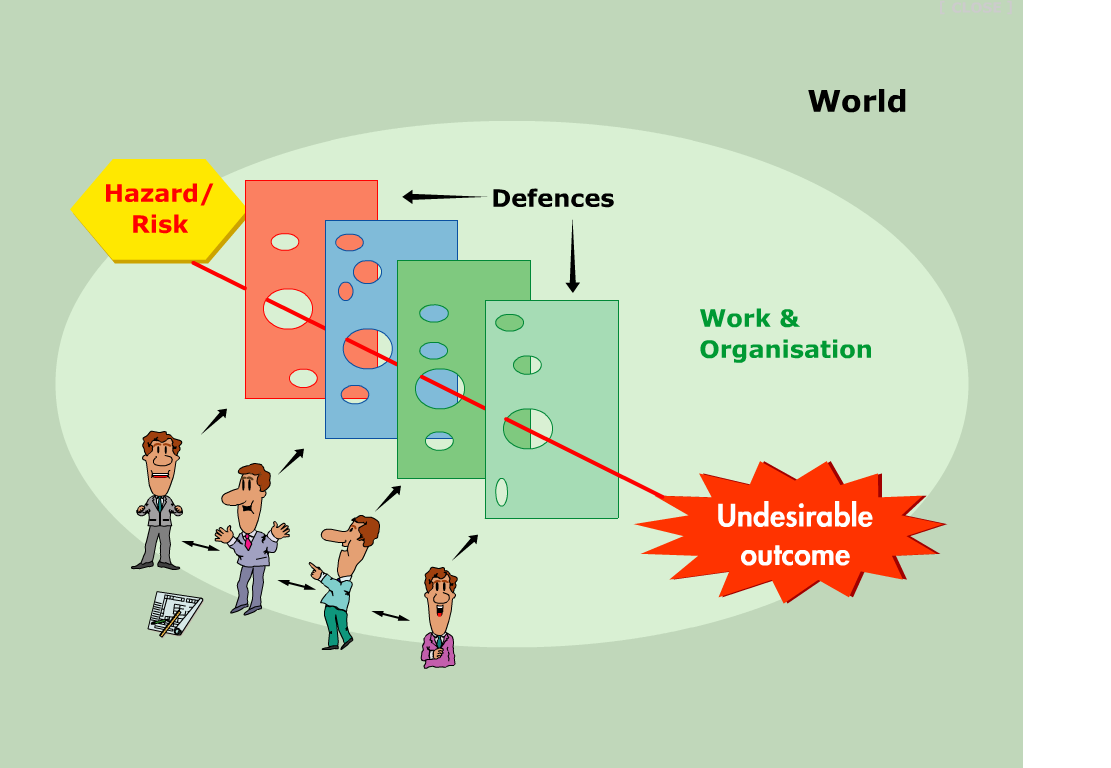 World
Hazard/
Risk
Defences
Work &
Organisation
Undesirable
outcome